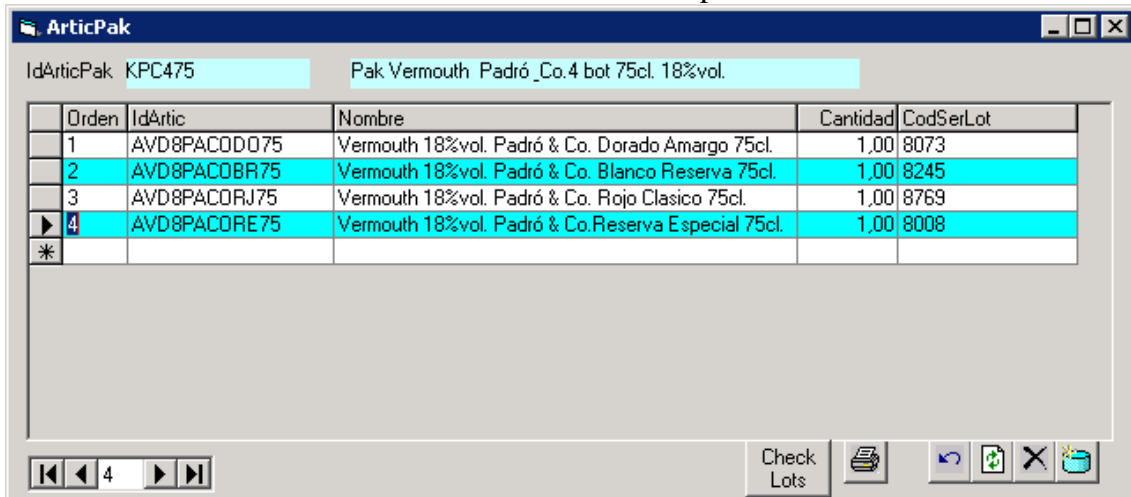 ArticPak
IdArticPak KPC475 Pak Vermouth Padró_Co.4 bot 75cl. 18%vol.
Orden IdArtic Nombre Cantidad CodSerLot
1 AVD8PACODO75 Vermouth 18%vol. Padró & Co. Dorado Amargo 75cl. 1,00 8073
2 AVD8PACOBR75 Vermouth 18%vol. Padró & Co. Blanco Reserva 75cl. 1,00 8245
3 AVD8PACORJ75 Vermouth 18%vol. Padró & Co. Rojo Clasico 75cl. 1,00 8769
4 AVD8PACORE75 Vermouth 18%vol. Padró & Co.Reserva Especial 75cl. 1,00 8008
4
Check
Lots